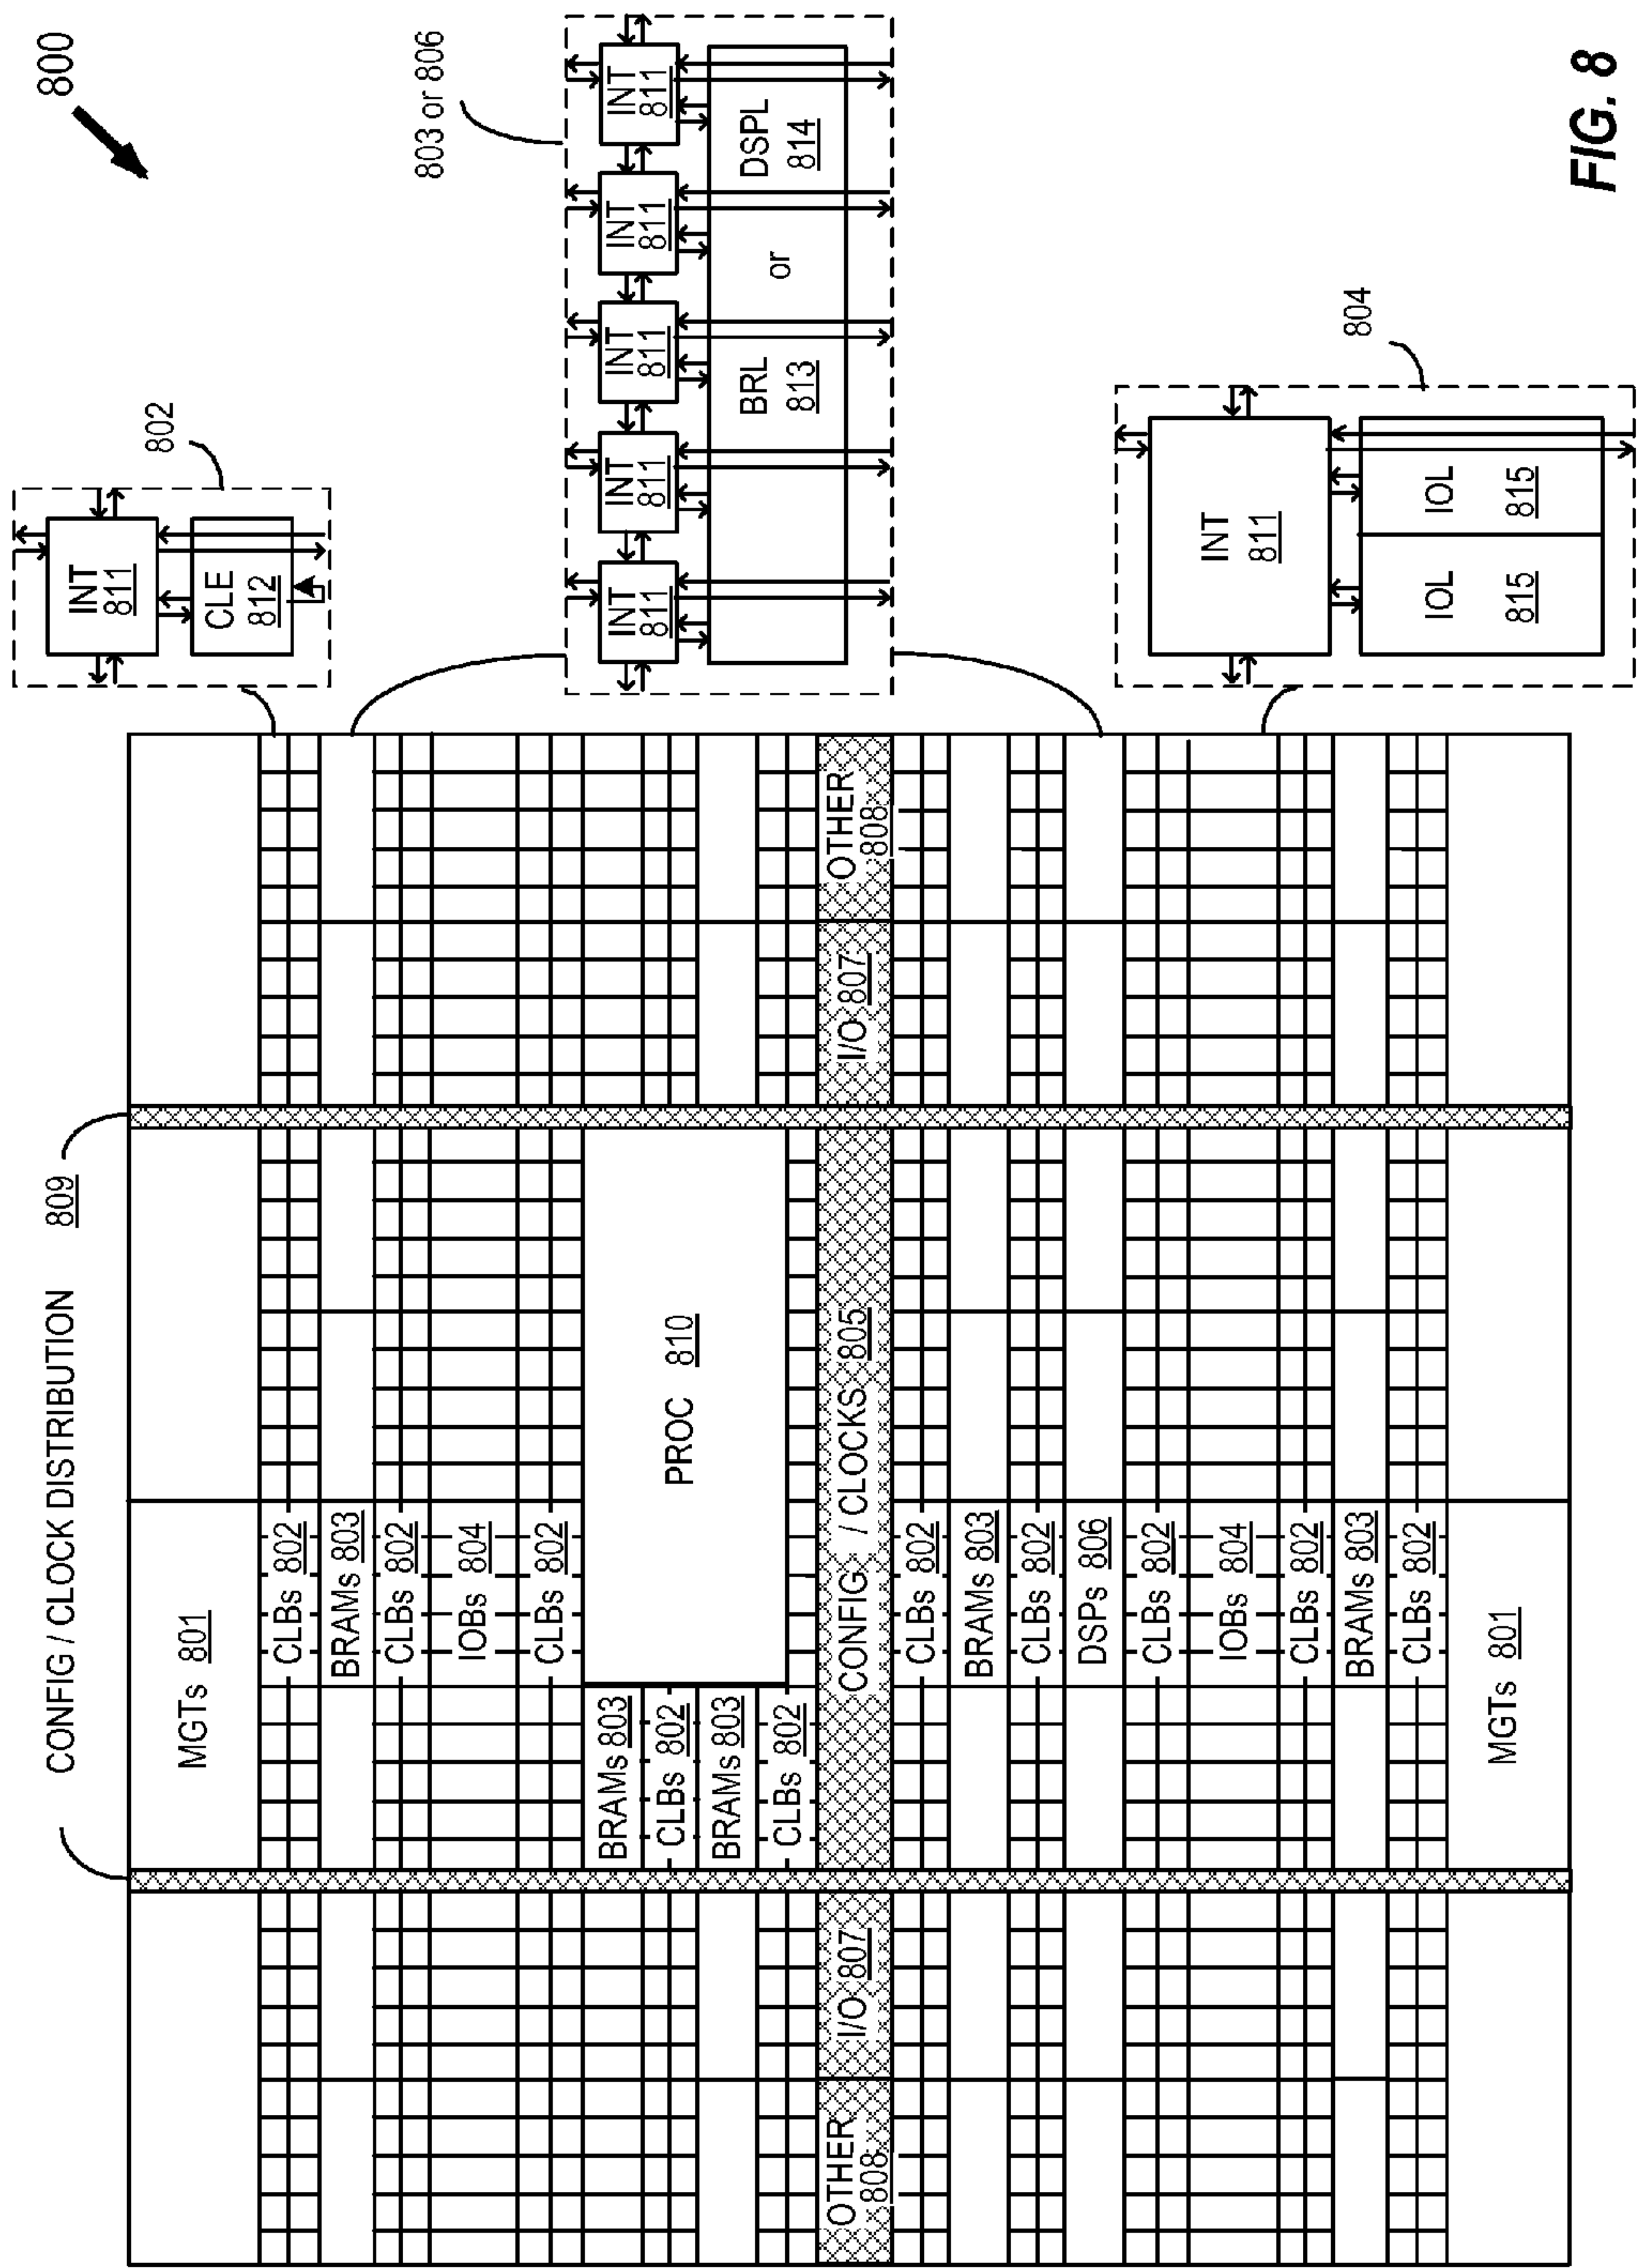 800
CONFIG / CLOCK DISTRIBUTION 809
MGTs 801
CLBs 802
BRAMs 803
CLBs 802
IOBs 804
CLBs 802
BRAMs 803
CLBs 802
BRAMs 803
CLBs 802
PROC 810
OTHER
808
I/O 807
CONFIG / CLOCKS 805
I/O 807
OTHER
808
CLBs 802
BRAMs 803
CLBs 802
DSPs 806
CLBs 802
IOBs 804
CLBs 802
BRAMs 803
CLBs 802
MGTs 801
802
INT
811
CLE
812
803 or 806
INT
811
INT
811
INT
811
INT
811
INT
811
BRL
813
or
DSPL
814
804
INT
811
IOL
815
IOL
815
FIG. 8